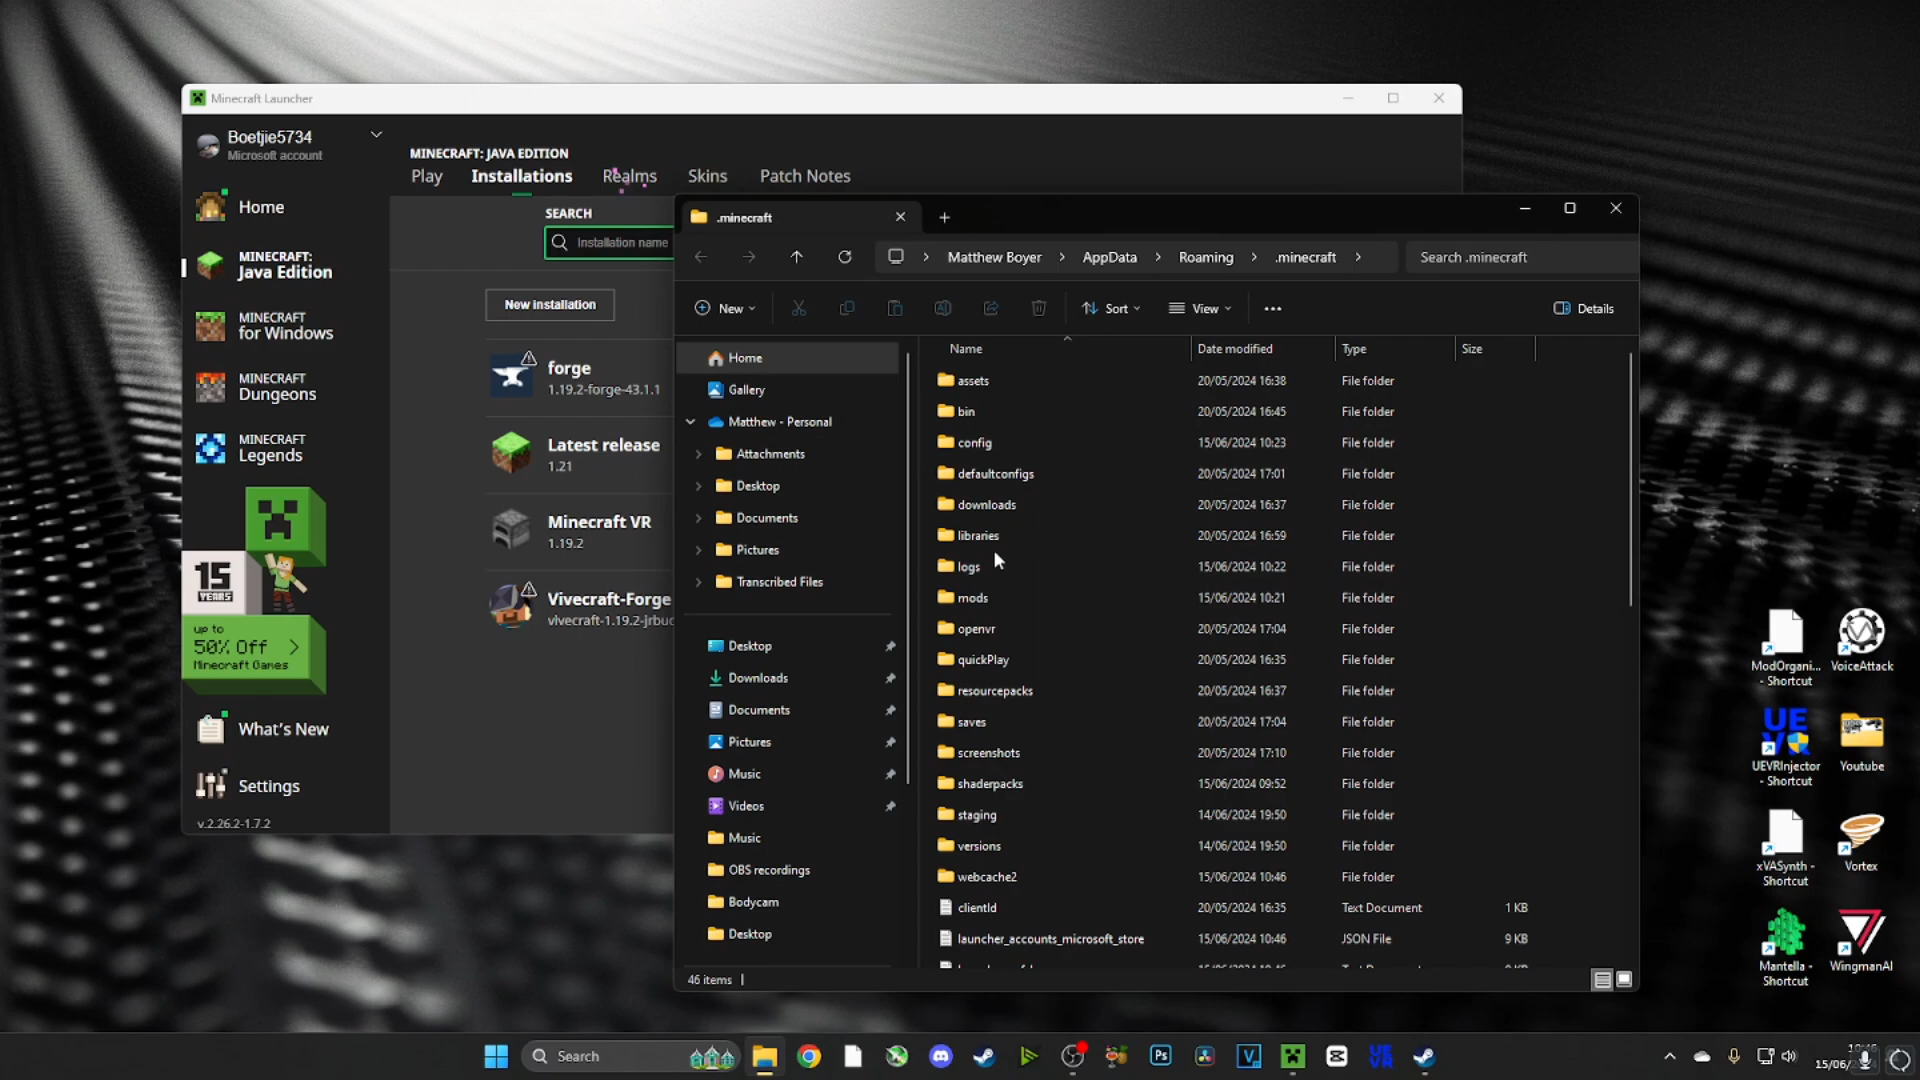 Minecraft Launcher
Boetjie5734
Microsoft account
Home
MINECRAFT:
Java Edition
MINECRAFT
for Windows
MINECRAFT
Dungeons
MINECRAFT
Legends
15
YEARS
up to
50% Off
Minecraft Games
What's New
Settings
v.2.26.2-1.7.2
MINECRAFT: JAVA EDITION
Play
Installations
Realms
Skins
Patch Notes
SEARCH
Installation name
New installation
forge
1.19.2-forge-43.1.1
Latest release
1.21
Minecraft VR
1.19.2
Vivecraft-Forge
vivecraft-1.19.2-jrbuc
.minecraft
Matthew Boyer
AppData
Roaming
.minecraft
Search .minecraft
New
Sort
View
Details
Home
Gallery
Matthew - Personal
Attachments
Desktop
Documents
Pictures
Transcribed Files
Desktop
Downloads
Documents
Pictures
Music
Videos
Music
OBS recordings
Bodycam
Desktop
Name Date modified Type Size
assets 20/05/2024 16:38 File folder
bin 20/05/2024 16:45 File folder
config 15/06/2024 10:23 File folder
defaultconfigs 20/05/2024 17:01 File folder
downloads 20/05/2024 16:37 File folder
libraries 20/05/2024 16:59 File folder
logs 15/06/2024 10:22 File folder
mods 15/06/2024 10:21 File folder
openvr 20/05/2024 17:04 File folder
quickPlay 20/05/2024 16:35 File folder
resourcepacks 20/05/2024 16:37 File folder
saves 20/05/2024 17:04 File folder
screenshots 20/05/2024 17:10 File folder
shaderpacks 15/06/2024 09:52 File folder
staging 14/06/2024 19:50 File folder
versions 14/06/2024 19:50 File folder
webcache2 15/06/2024 10:46 File folder
clientId 20/05/2024 16:35 Text Document 1 KB
launcher_accounts_microsoft_store 15/06/2024 10:46 JSON File 9 KB
46 items
ModOrgani...
- Shortcut
VoiceAttack
UEVRInjector
- Shortcut
Youtube
xVASynth -
Shortcut
Vortex
Mantella -
Shortcut
WingmanAI
Search
Ps
15/06/